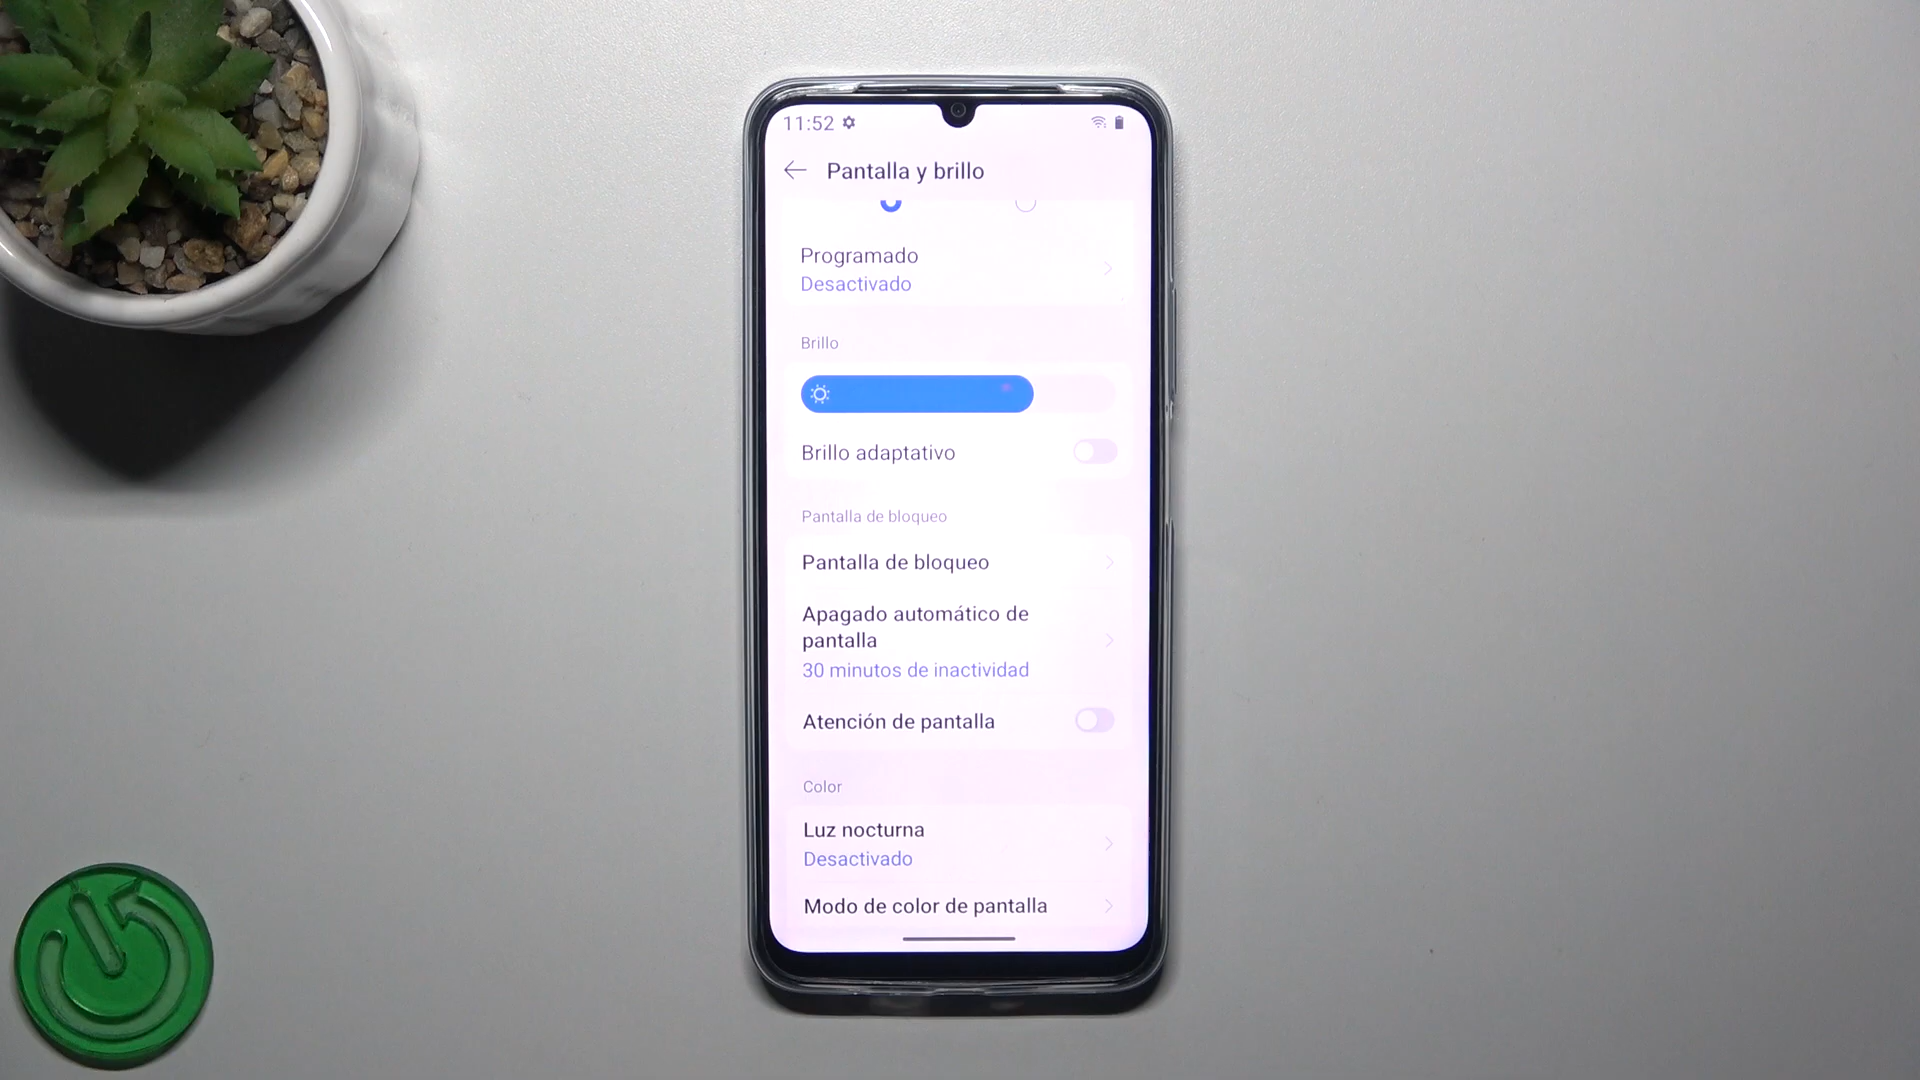 11:52
Pantalla y brillo
Programado
Desactivado
Brillo
Brillo adaptativo
Pantalla de bloqueo
Pantalla de bloqueo
Apagado automático de
pantalla
30 minutos de inactividad
Atención de pantalla
Color
Luz nocturna
Desactivado
Modo de color de pantalla